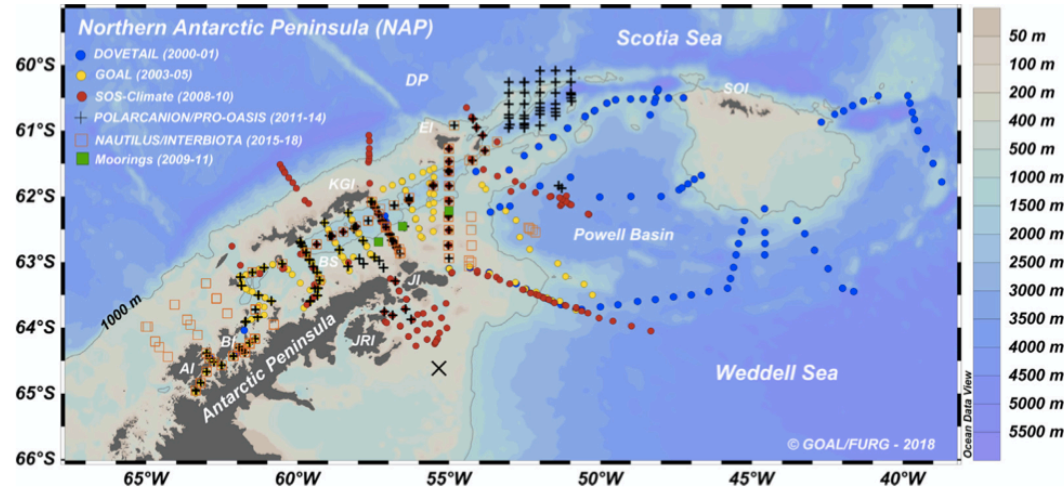 Northern Antarctic Peninsula (NAP)
DOVETAIL (2000-01)
GOAL (2003-05)
SOS-Climate (2008-10)
POLARCANION/PRO-OASIS (2011-14)
NAUTILUS/INTERBIOTA (2015-18)
Moorings (2009-11)
Scotia Sea
DP
SOI
EI
KGI
Powell Basin
BS
JI
1000 m
BI
JRI
AI
Antarctic Peninsula
Weddell Sea
© GOAL/FURG - 2018
Ocean Data View
60°S
61°S
62°S
63°S
64°S
65°S
66°S
65°W
60°W
55°W
50°W
45°W
40°W
50 m
100 m
200 m
400 m
500 m
1000 m
1500 m
2000 m
2500 m
3000 m
3500 m
4000 m
4500 m
5000 m
5500 m